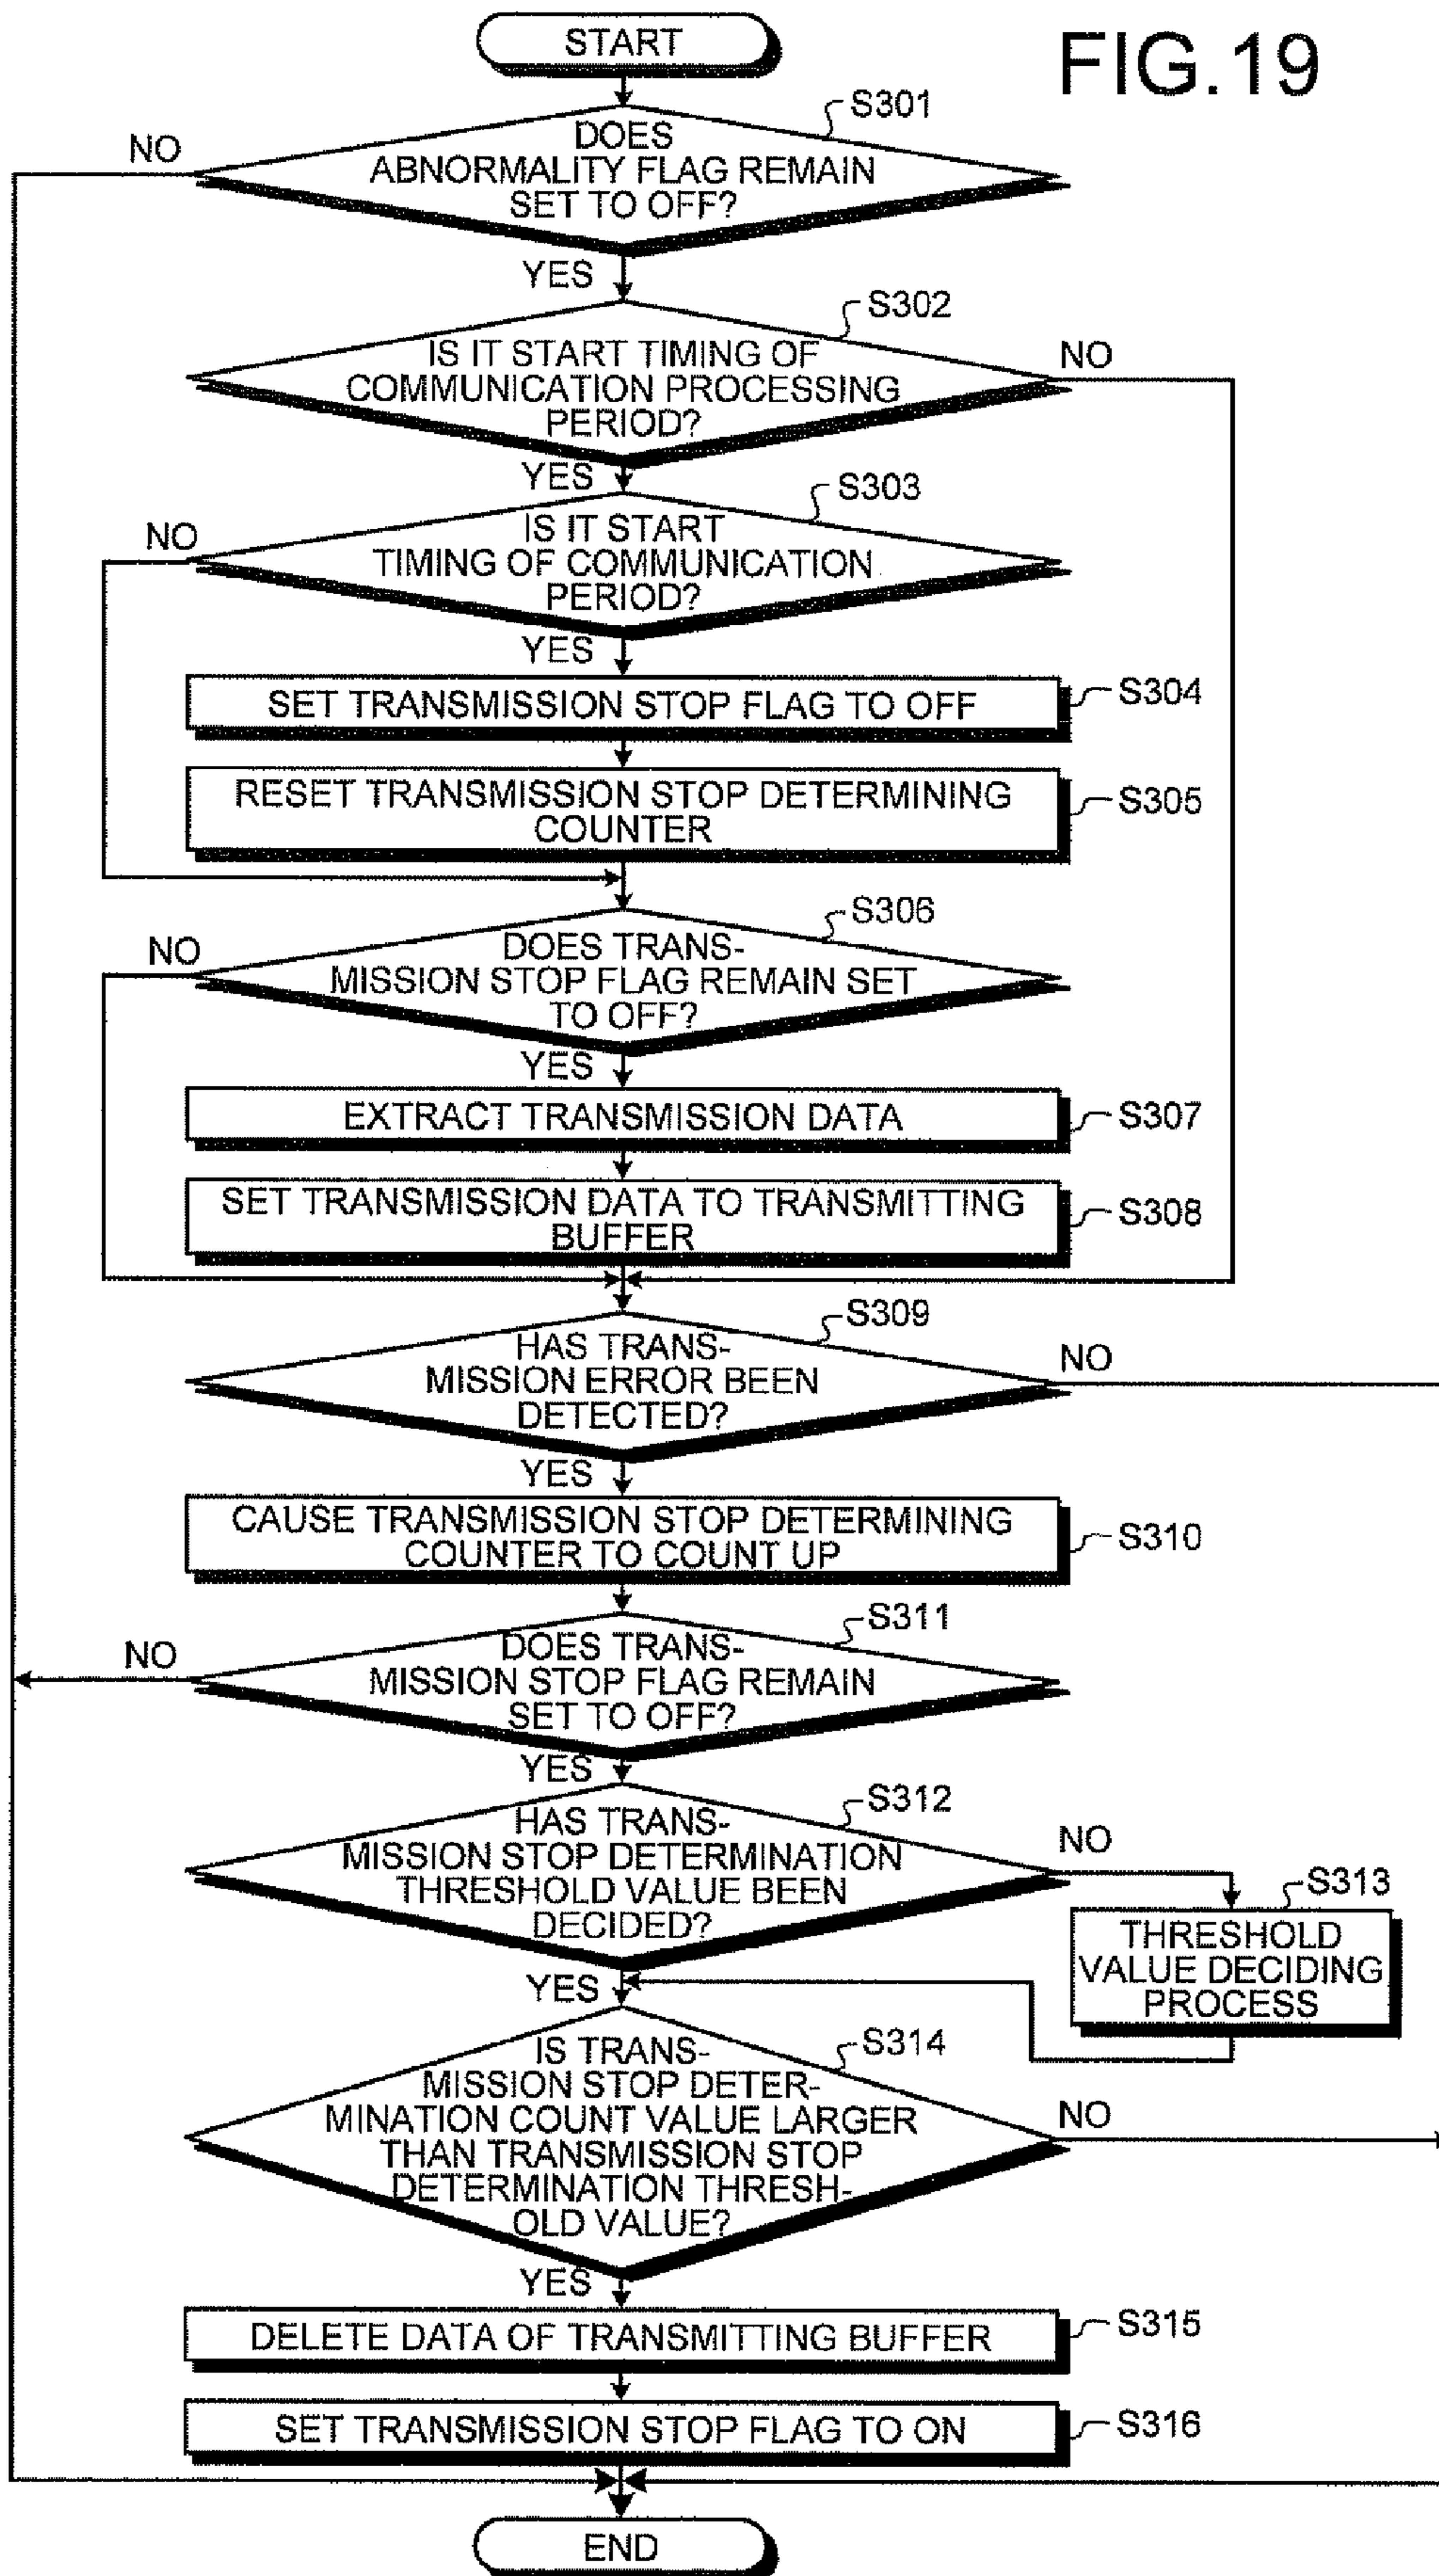 FIG.19
START
S301
DOES
ABNORMALITY FLAG REMAIN
SET TO OFF?
NO
YES
S302
IS IT START TIMING OF
COMMUNICATION PROCESSING
PERIOD?
NO
YES
S303
IS IT START
TIMING OF COMMUNICATION
PERIOD?
NO
YES
SET TRANSMISSION STOP FLAG TO OFF
S304
RESET TRANSMISSION STOP DETERMINING
COUNTER
S305
S306
DOES TRANS-
MISSION STOP FLAG REMAIN SET
TO OFF?
NO
YES
EXTRACT TRANSMISSION DATA
S307
SET TRANSMISSION DATA TO TRANSMITTING
BUFFER
S308
S309
HAS TRANS-
MISSION ERROR BEEN
DETECTED?
NO
YES
CAUSE TRANSMISSION STOP DETERMINING
COUNTER TO COUNT UP
S310
S311
DOES TRANS-
MISSION STOP FLAG REMAIN
SET TO OFF?
NO
YES
S312
HAS TRANS-
MISSION STOP DETERMINATION
THRESHOLD VALUE BEEN
DECIDED?
NO
S313
THRESHOLD
VALUE DECIDING
PROCESS
YES
S314
IS TRANS-
MISSION STOP DETER-
MINATION COUNT VALUE LARGER
THAN TRANSMISSION STOP
DETERMINATION THRESH-
OLD VALUE?
NO
YES
DELETE DATA OF TRANSMITTING BUFFER
S315
SET TRANSMISSION STOP FLAG TO ON
S316
END